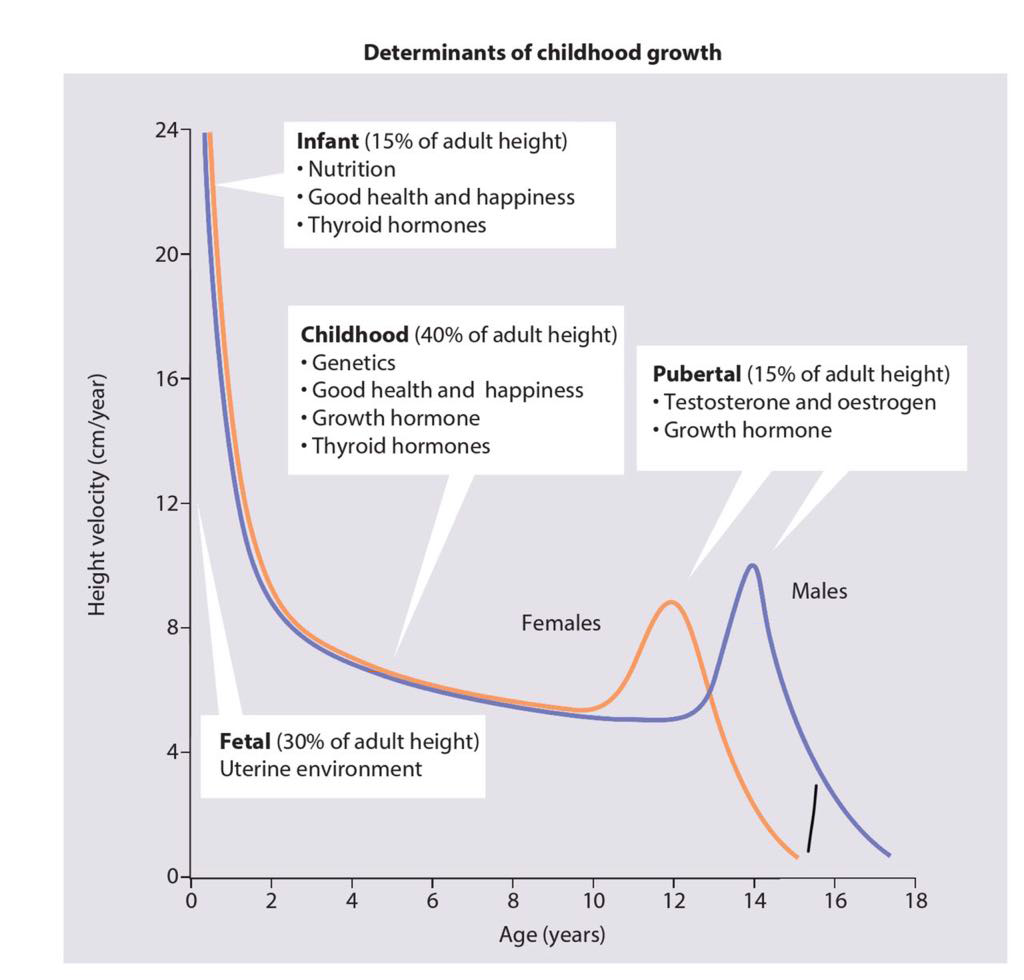 Determinants of childhood growth
24
20
16
12
8
4
0
Height velocity (cm/year)
Infant (15% of adult height)
• Nutrition
• Good health and happiness
• Thyroid hormones
Childhood (40% of adult height)
• Genetics
• Good health and happiness
• Growth hormone
• Thyroid hormones
Pubertal (15% of adult height)
• Testosterone and oestrogen
• Growth hormone
Females
Males
Fetal (30% of adult height)
Uterine environment
0 2 4 6 8 10 12 14 16 18
Age (years)